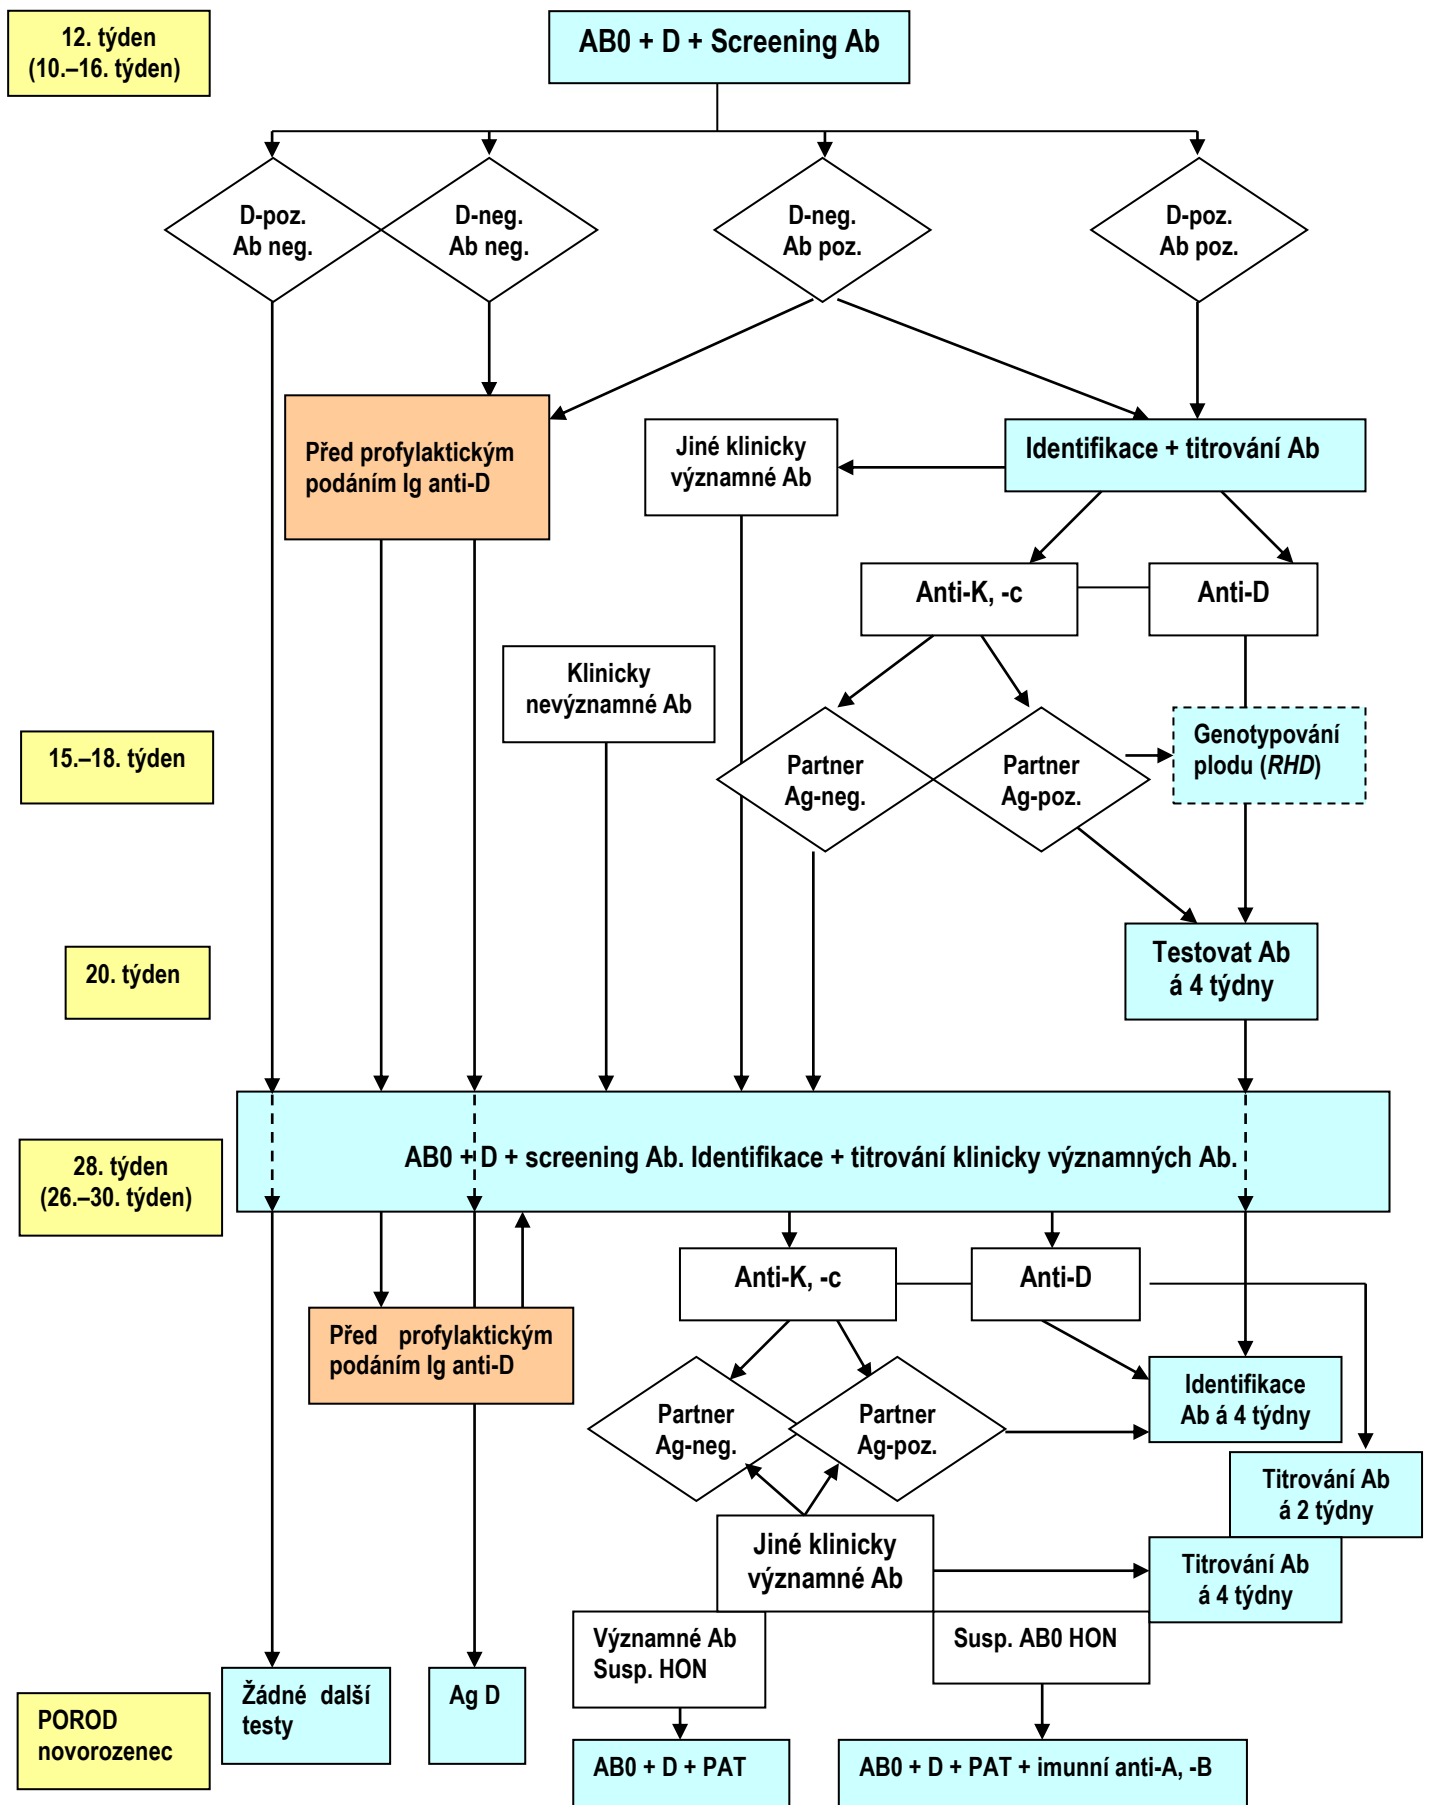 12. týden
(10.–16. týden)
AB0 + D + Screening Ab
D-poz.
Ab neg.
D-neg.
Ab neg.
D-neg.
Ab poz.
D-poz.
Ab poz.
Před profylaktickým
podáním Ig anti-D
Jiné klinicky
významné Ab
Identifikace + titrování Ab
Anti-K, -c
Anti-D
Klinicky
nevýznamné Ab
15.–18. týden
Partner
Ag-neg.
Partner
Ag-poz.
Genotypování
plodu (RHD)
20. týden
Testovat Ab
á 4 týdny
28. týden
(26.–30. týden)
AB0 + D + screening Ab. Identifikace + titrování klinicky významných Ab.
Anti-K, -c
Anti-D
Před profylaktickým
podáním Ig anti-D
Partner
Ag-neg.
Partner
Ag-poz.
Identifikace
Ab á 4 týdny
Titrování Ab
á 2 týdny
Jiné klinicky
významné Ab
Titrování Ab
á 4 týdny
Významné Ab
Susp. HON
Susp. AB0 HON
POROD
novorozenec
Žádné další
testy
Ag D
AB0 + D + PAT
AB0 + D + PAT + imunní anti-A, -B